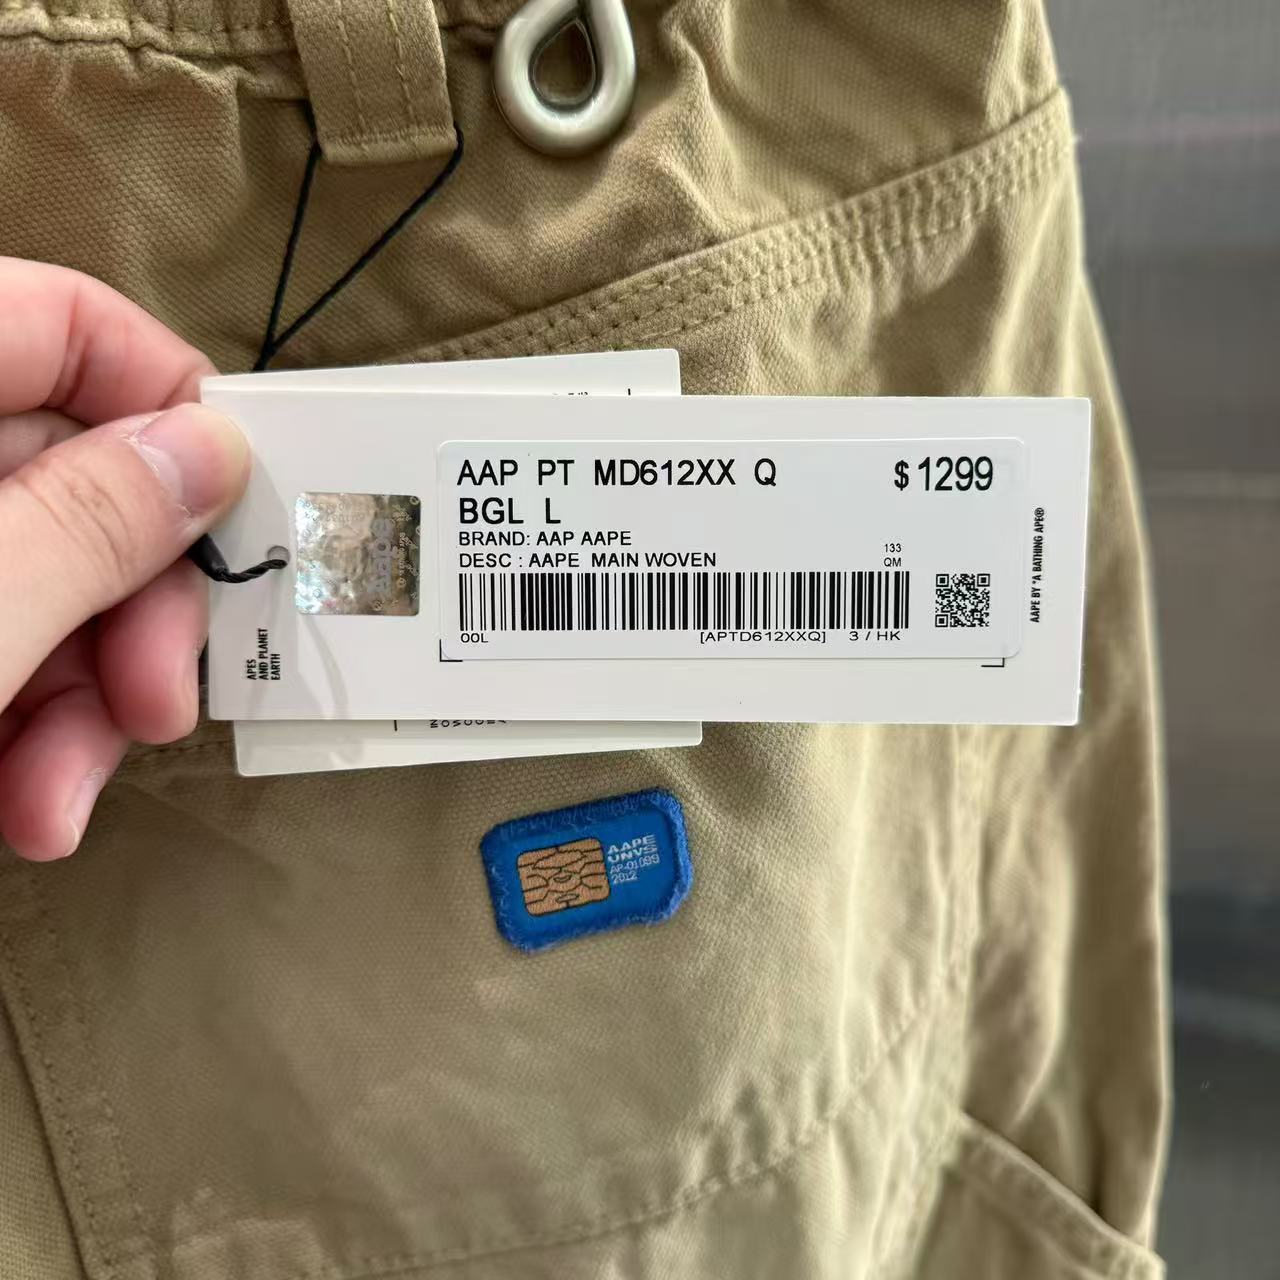 AAP PT MD612XX Q $1299
BGL L
BRAND: AAP AAPE
DESC : AAPE MAIN WOVEN
133
QM
00L [APTD612XXQ] 3 / HK
aape
APES
AND PLANET
EARTH
AAPE BY *A BATHING APE®
AAPE
UNVS
AP-01099
2012